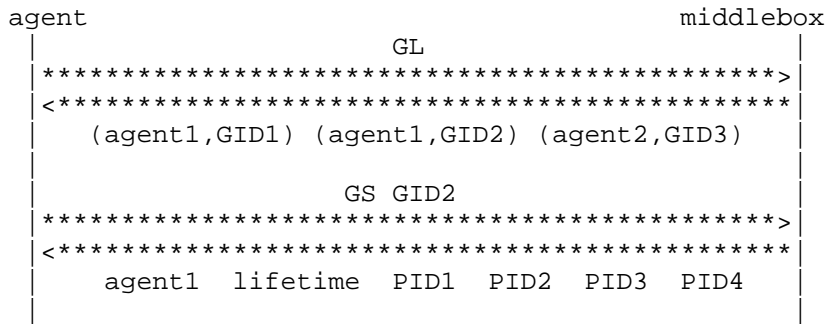 agent middlebox
GL
*********************************************>
<*********************************************
(agent1,GID1) (agent1,GID2) (agent2,GID3)
GS GID2
*********************************************>
<*********************************************
agent1 lifetime PID1 PID2 PID3 PID4